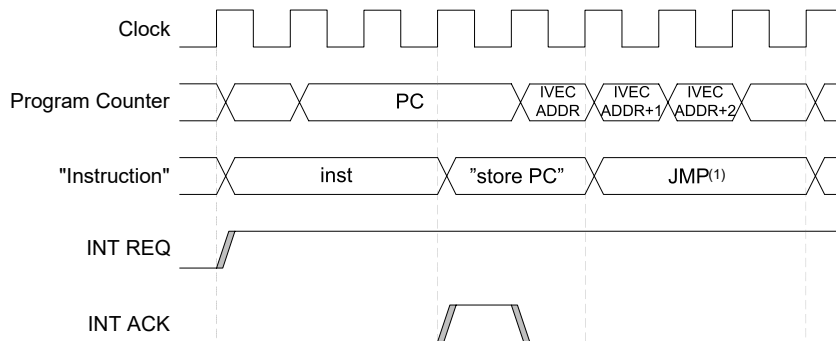 Clock
Program Counter
PC
IVEC
ADDR
IVEC
ADDR+1
IVEC
ADDR+2
"Instruction"
inst
”store PC”
JMP(1)
INT REQ
INT ACK